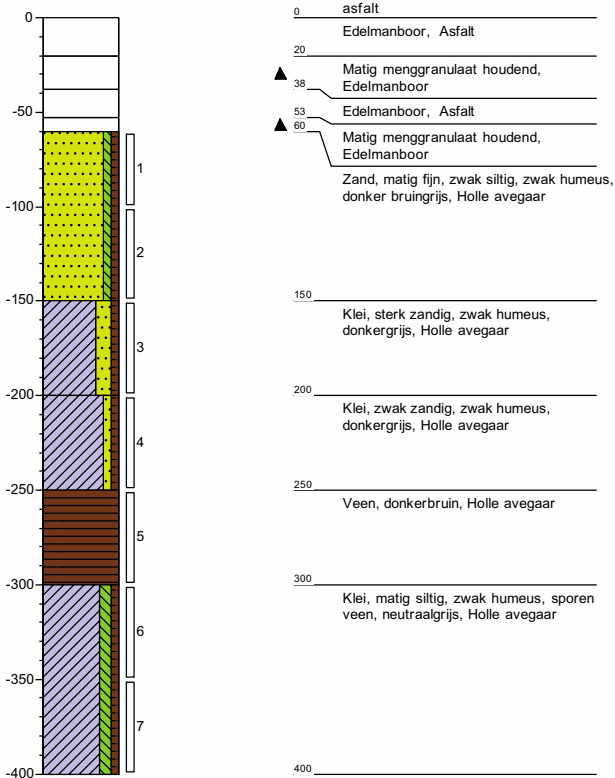 0
-50
-100
-150
-200
-250
-300
-350
-400
1
2
3
4
5
6
7
0 asfalt
Edelmanboor, Asfalt
20
Matig menggranulaat houdend,
Edelmanboor
38
Edelmanboor, Asfalt
53
Matig menggranulaat houdend,
Edelmanboor
60
Zand, matig fijn, zwak siltig, zwak humeus,
donker bruingrijs, Holle avegaar
150
Klei, sterk zandig, zwak humeus,
donkergrijs, Holle avegaar
200
Klei, zwak zandig, zwak humeus,
donkergrijs, Holle avegaar
250
Veen, donkerbruin, Holle avegaar
300
Klei, matig siltig, zwak humeus, sporen
veen, neutraalgrijs, Holle avegaar
400